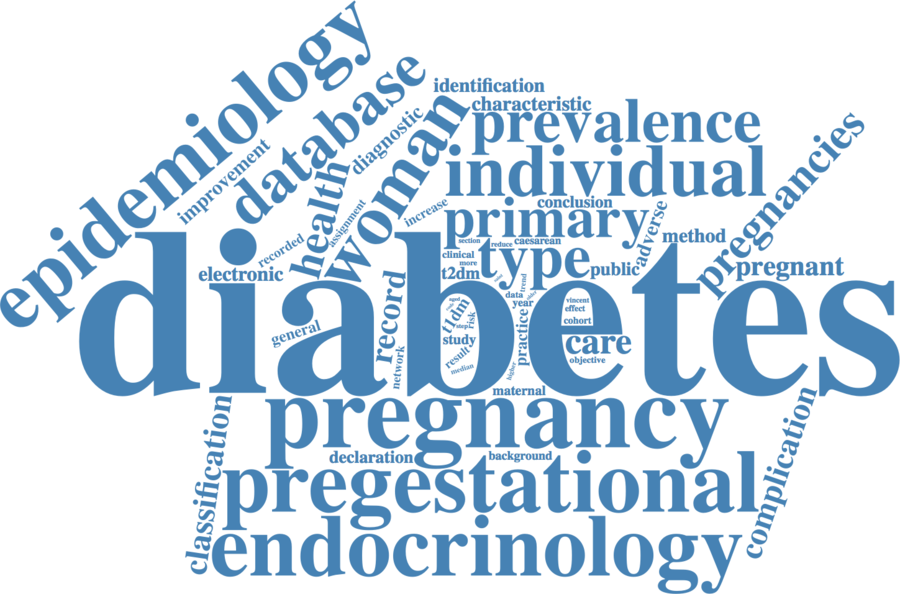 epidemiology
database
identification
characteristic
woman
diagnostic
prevalence
improvement
health
individual
pregnancies
assignment
increase
conclusion
primary
adverse
method
recorded
section
reduce
caesarean
electronic
clinical
more
type
t2dm
public
pregnant
diabetes
record
trend
data
year
aged
t1dm
risk
step
vincent
effect
cohort
general
study
practice
care
result
network
median
higher
objective
maternal
pregnancy
declaration
background
classification
pregestational
complication
endocrinology